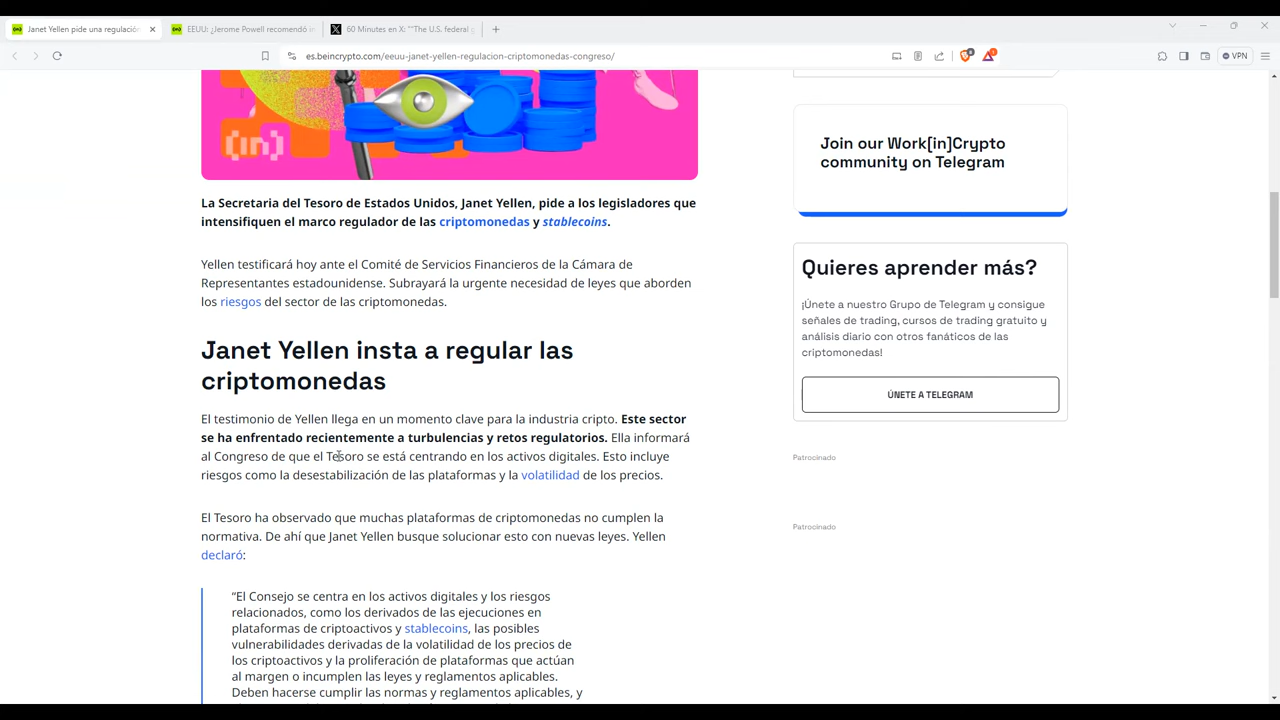 Janet Yellen pide una regulación
EEUU: ¿Jerome Powell recomendó i
60 Minutes en X: "The U.S. federal g
es.beincrypto.com/eeuu-janet-yellen-regulacion-criptomonedas-congreso/
VPN
(in)
La Secretaria del Tesoro de Estados Unidos, Janet Yellen, pide a los legisladores que
intensifiquen el marco regulador de las criptomonedas y stablecoins.
Yellen testificará hoy ante el Comité de Servicios Financieros de la Cámara de
Representantes estadounidense. Subrayará la urgente necesidad de leyes que aborden
los riesgos del sector de las criptomonedas.
Janet Yellen insta a regular las
criptomonedas
El testimonio de Yellen llega en un momento clave para la industria cripto. Este sector
se ha enfrentado recientemente a turbulencias y retos regulatorios. Ella informará
al Congreso de que el Tesoro se está centrando en los activos digitales. Esto incluye
riesgos como la desestabilización de las plataformas y la volatilidad de los precios.
El Tesoro ha observado que muchas plataformas de criptomonedas no cumplen la
normativa. De ahí que Janet Yellen busque solucionar esto con nuevas leyes. Yellen
declaró:
“El Consejo se centra en los activos digitales y los riesgos
relacionados, como los derivados de las ejecuciones en
plataformas de criptoactivos y stablecoins, las posibles
vulnerabilidades derivadas de la volatilidad de los precios de
los criptoactivos y la proliferación de plataformas que actúan
al margen o incumplen las leyes y reglamentos aplicables.
Deben hacerse cumplir las normas y reglamentos aplicables, y
Join our Work[in]Crypto
community on Telegram
Quieres aprender más?
¡Únete a nuestro Grupo de Telegram y consigue
señales de trading, cursos de trading gratuito y
análisis diario con otros fanáticos de las
criptomonedas!
ÚNETE A TELEGRAM
Patrocinado
Patrocinado